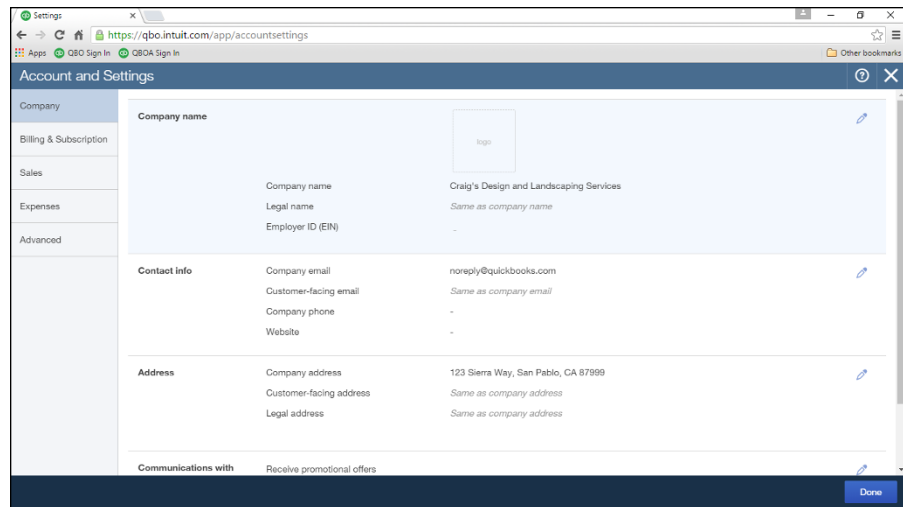 Settings
https://qbo.intuit.com/app/accountsettings
Apps QBO Sign In QBOA Sign In Other bookmarks
Account and Settings
Company
Billing & Subscription
Sales
Expenses
Advanced
Company name
logo
Company name Craig's Design and Landscaping Services
Legal name Same as company name
Employer ID (EIN) -
Contact info Company email noreply@quickbooks.com
Customer-facing email Same as company email
Company phone -
Website -
Address Company address 123 Sierra Way, San Pablo, CA 87999
Customer-facing address Same as company address
Legal address Same as company address
Communications with Receive promotional offers
Done